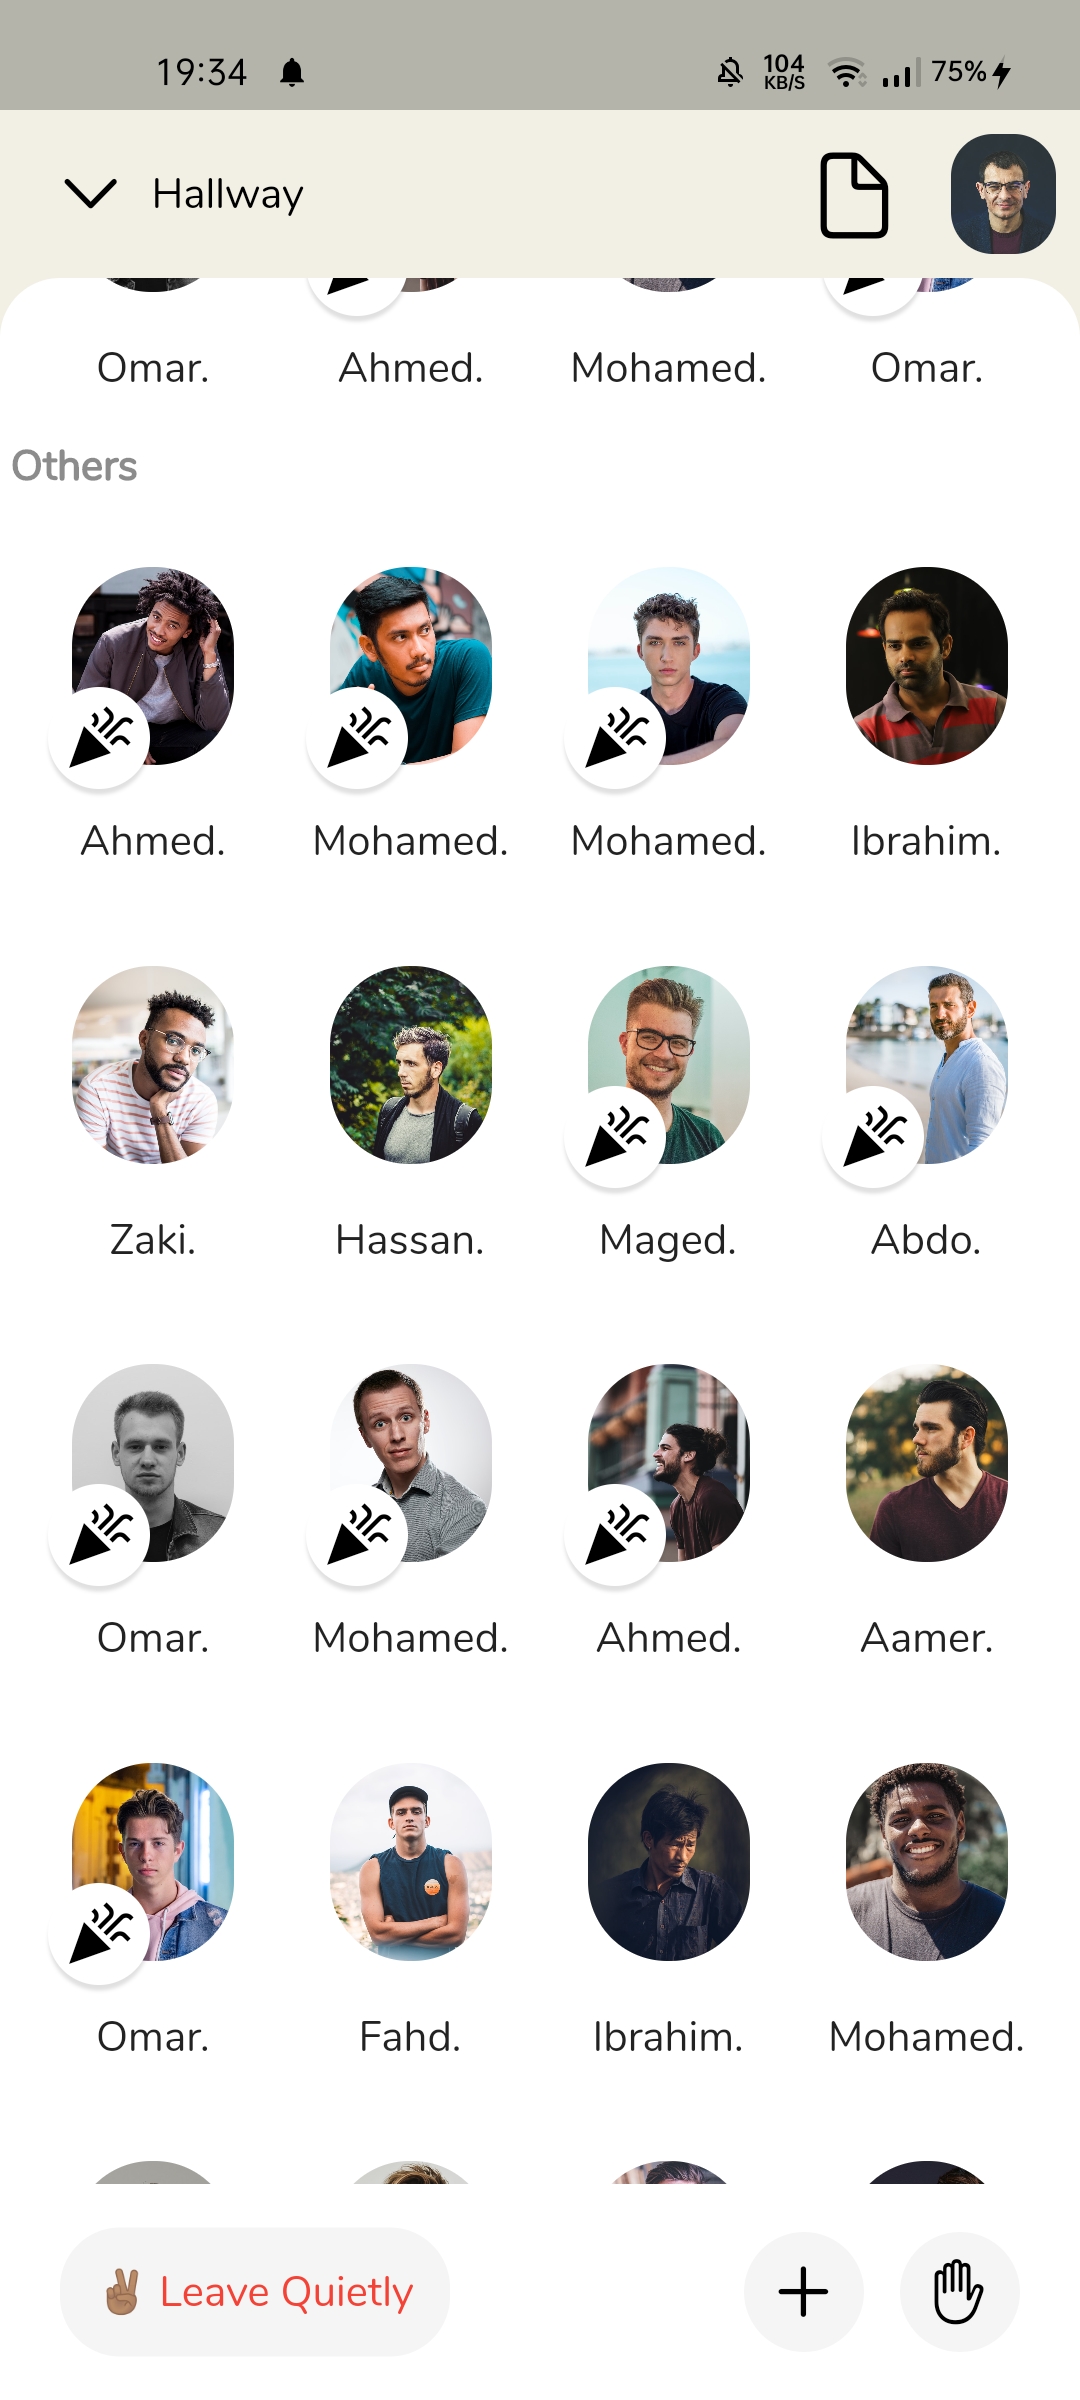 19:34 104 KB/S 75%
Hallway
Omar. Ahmed. Mohamed. Omar.
Others
Ahmed. Mohamed. Mohamed. Ibrahim.
Zaki. Hassan. Maged. Abdo.
Omar. Mohamed. Ahmed. Aamer.
Omar. Fahd. Ibrahim. Mohamed.
Leave Quietly